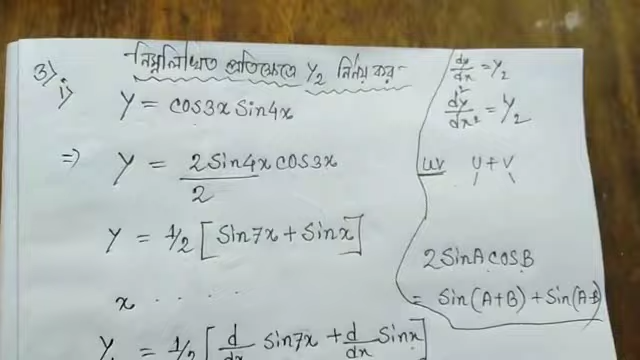 3) নিম্নলিখিত প্রতিক্ষেত্রে Y₂ নির্ণয় কর-
i) Y = cos3x sin4x
=> Y = 2sin4x cos3x / 2
Y = 1/2 [sin7x + sinx]
x . . . . .
Y₁ = 1/2 [d/dx sin7x + d/dx sinx]
dy/dx = Y₂
d²y/dx² = Y₂
uv U+V
2SinA cosB
= Sin(A+B) + Sin(A-B)